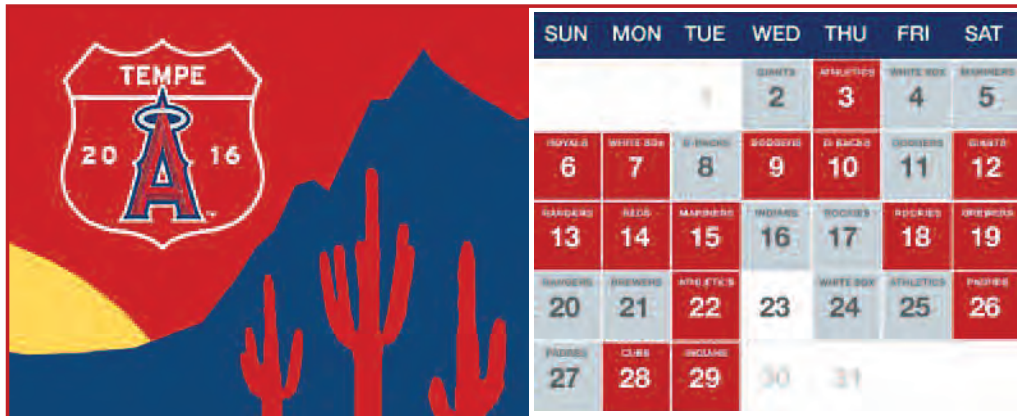 TEMPE
20 A 16
SUN MON TUE WED THU FRI SAT
GIANTS ATHLETICS WHITE SOX MARINERS
1 2 3 4 5
ROYALS WHITE SOX D-BACKS DODGERS D-BACKS DODGERS GIANTS
6 7 8 9 10 11 12
RANGERS REDS MARINERS INDIANS ROCKIES ROCKIES BREWERS
13 14 15 16 17 18 19
RANGERS BREWERS ATHLETICS WHITE SOX ATHLETICS PADRES
20 21 22 23 24 25 26
PADRES CUBS INDIANS
27 28 29 30 31